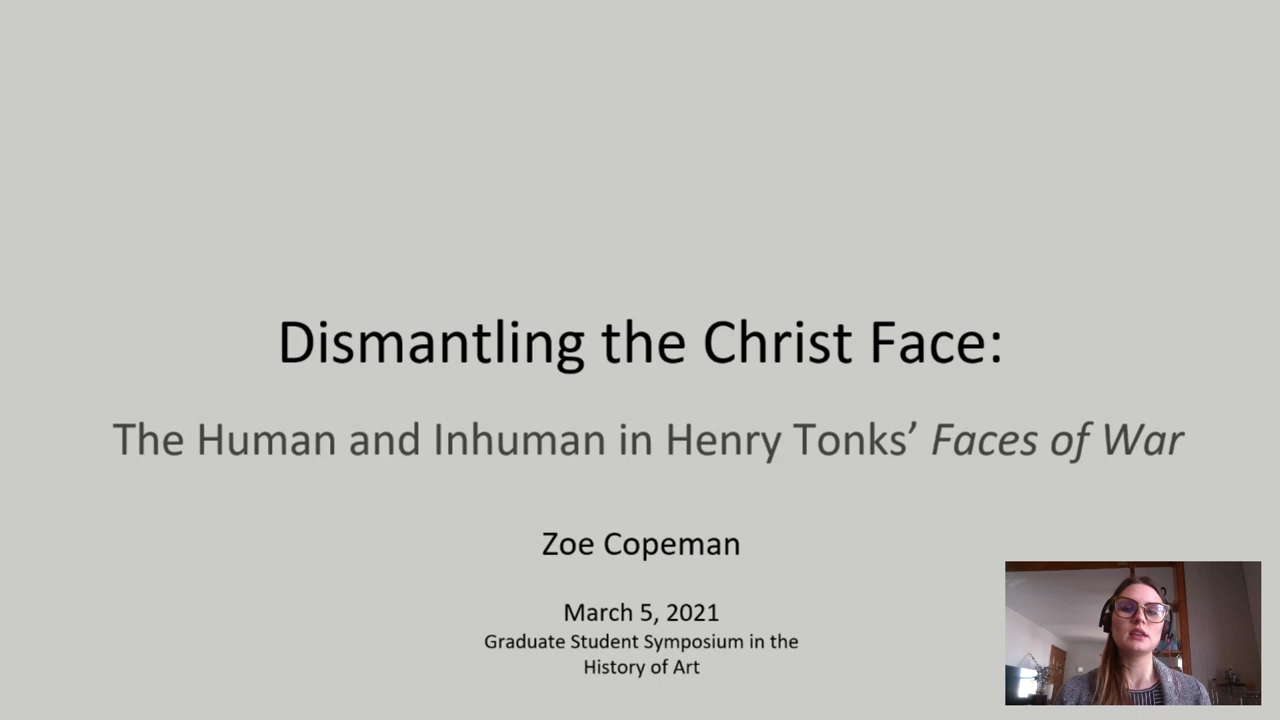 Dismantling the Christ Face:
The Human and Inhuman in Henry Tonks’ Faces of War
Zoe Copeman
March 5, 2021
Graduate Student Symposium in the
History of Art